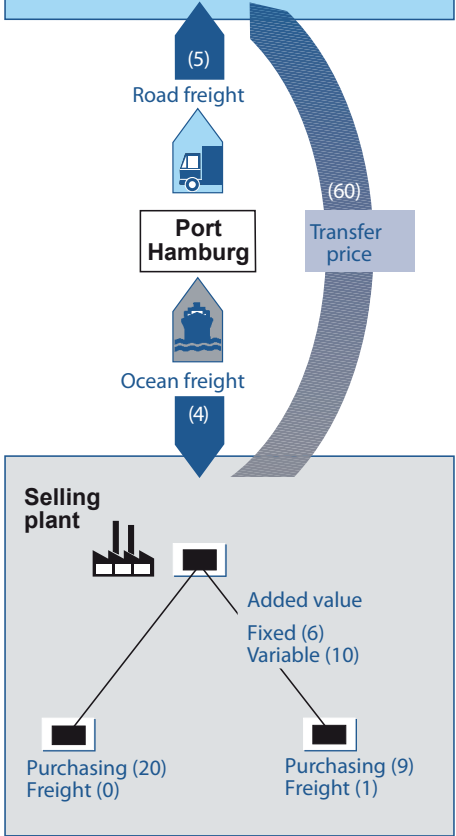 (5)
Road freight
Port
Hamburg
(60)
Transfer
price
Ocean freight
(4)
Selling
plant
Added value
Fixed (6)
Variable (10)
Purchasing (20)
Freight (0)
Purchasing (9)
Freight (1)